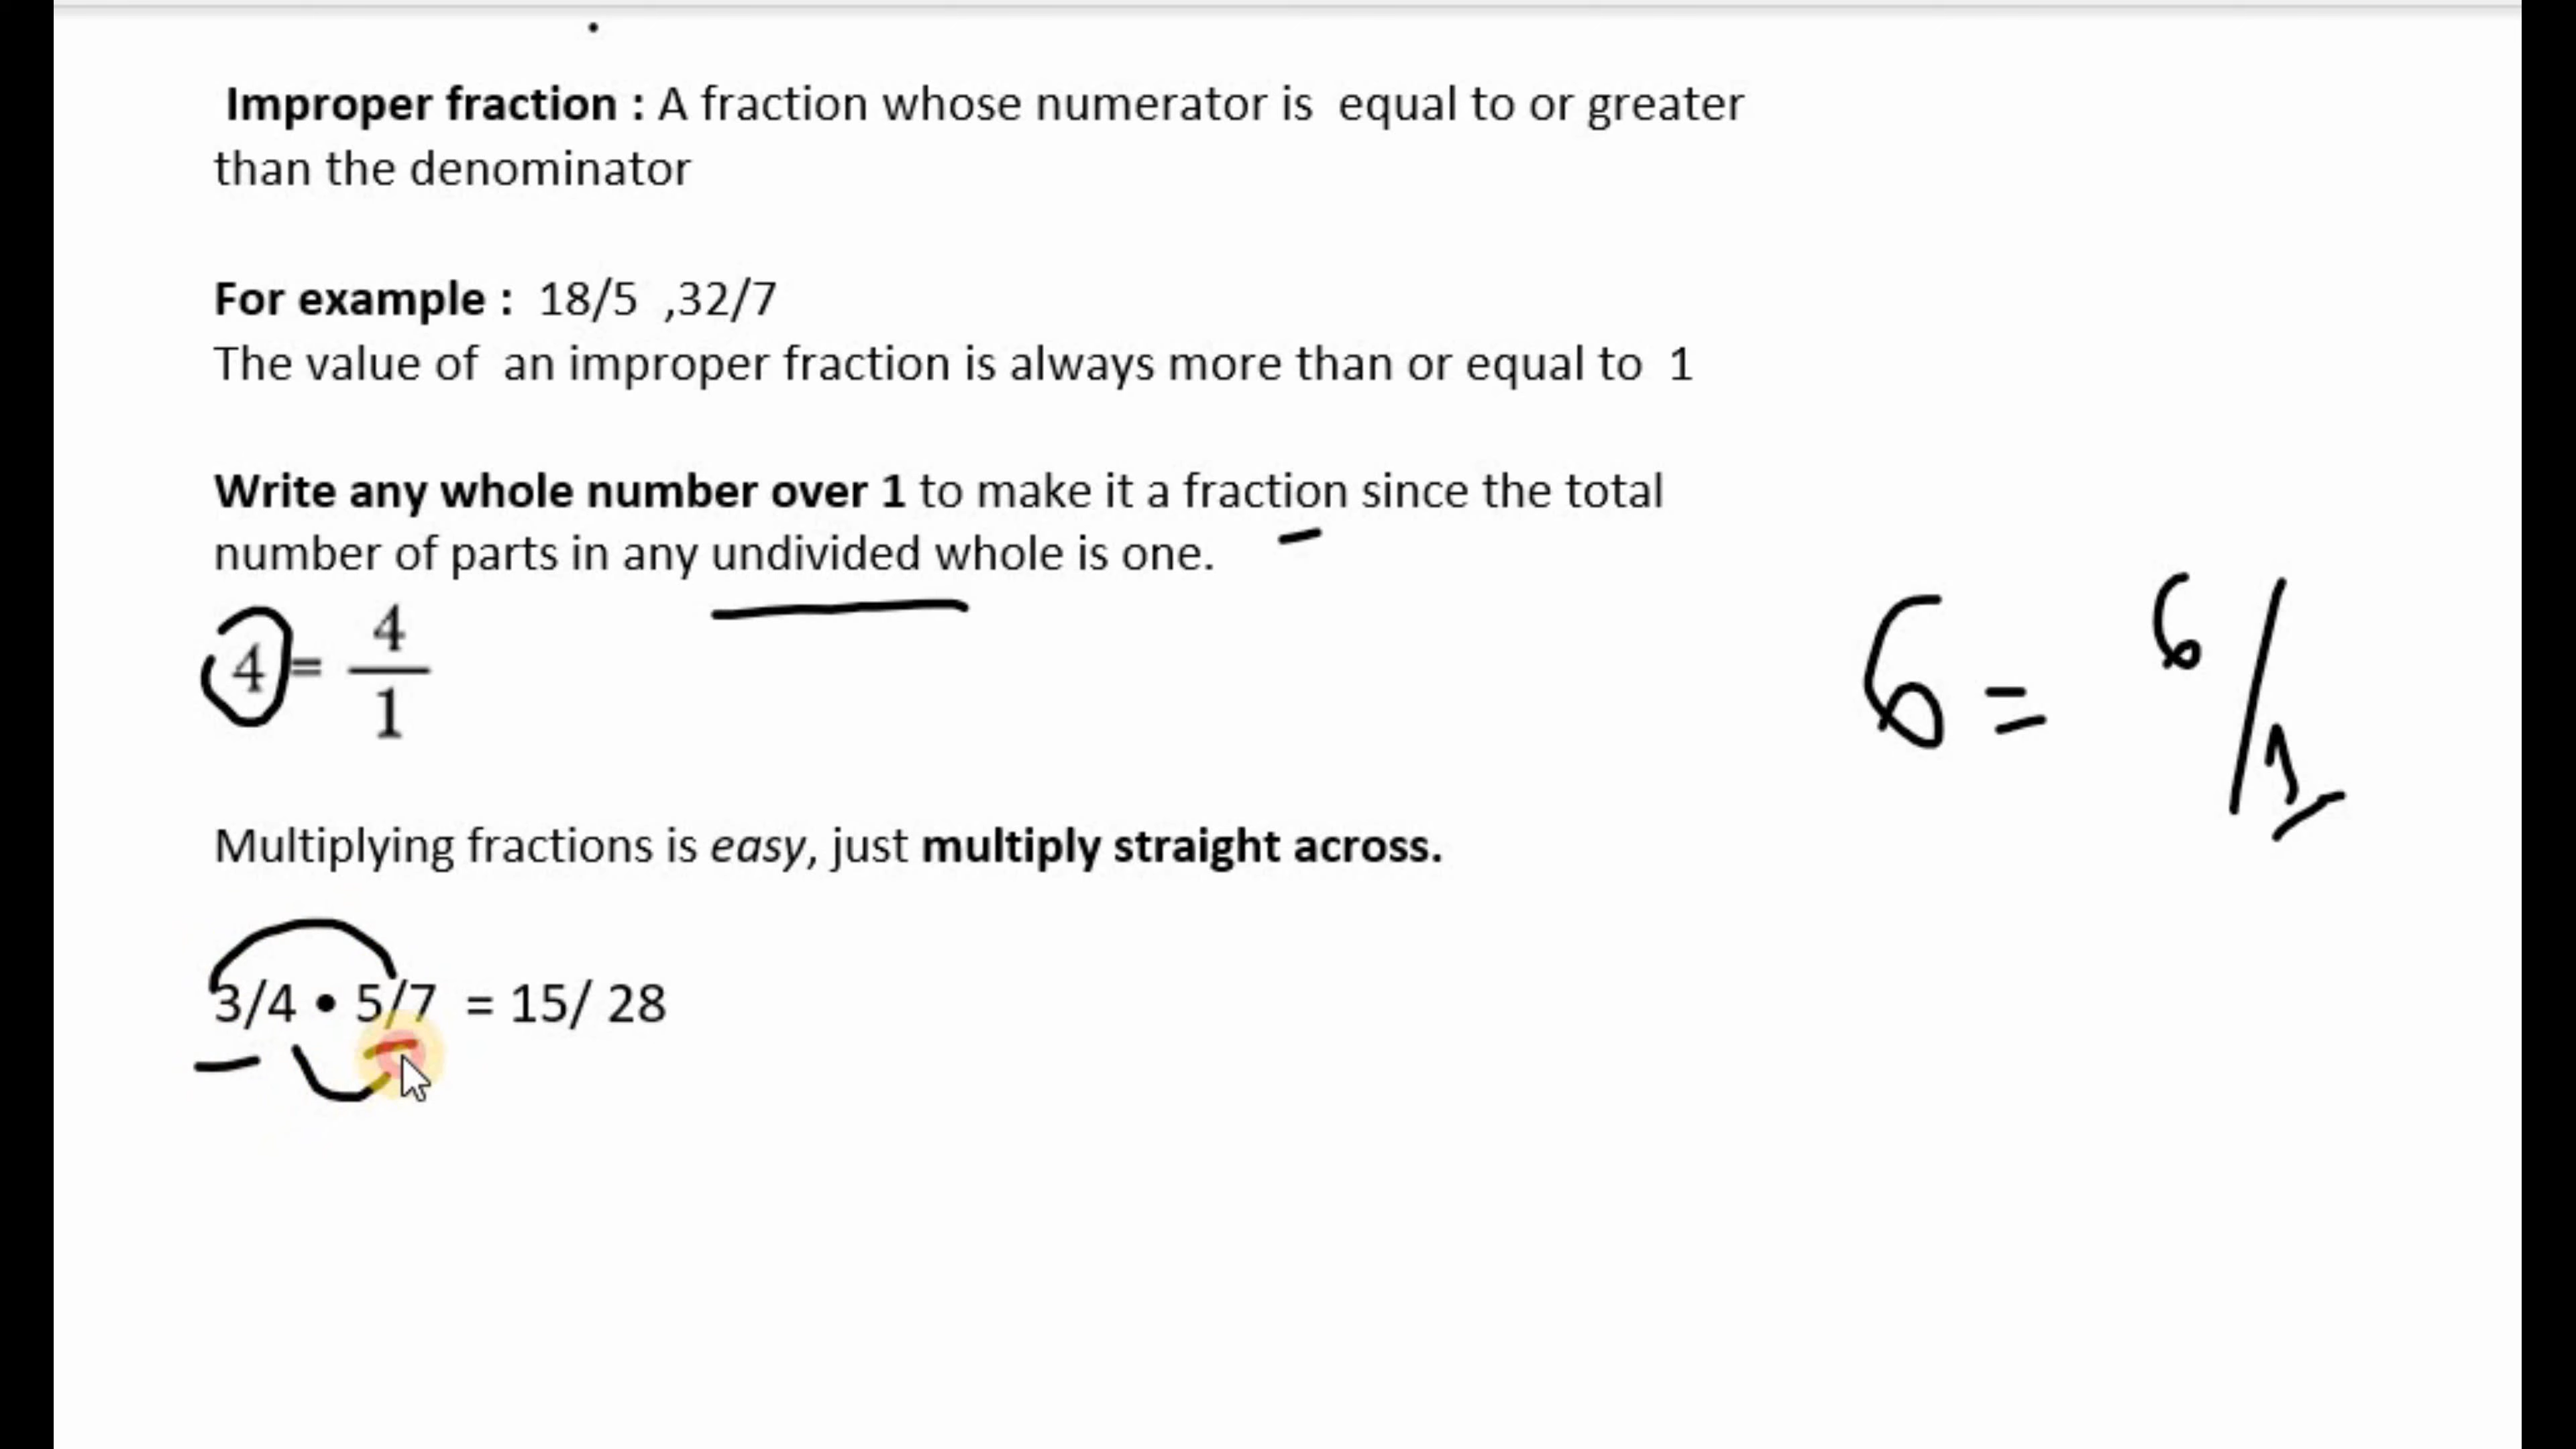 Improper fraction : A fraction whose numerator is equal to or greater
than the denominator
For example : 18/5 ,32/7
The value of an improper fraction is always more than or equal to 1
Write any whole number over 1 to make it a fraction since the total
number of parts in any undivided whole is one.
4 = 4/1
6 = 6/1
Multiplying fractions is easy, just multiply straight across.
3/4 • 5/7 = 15/ 28